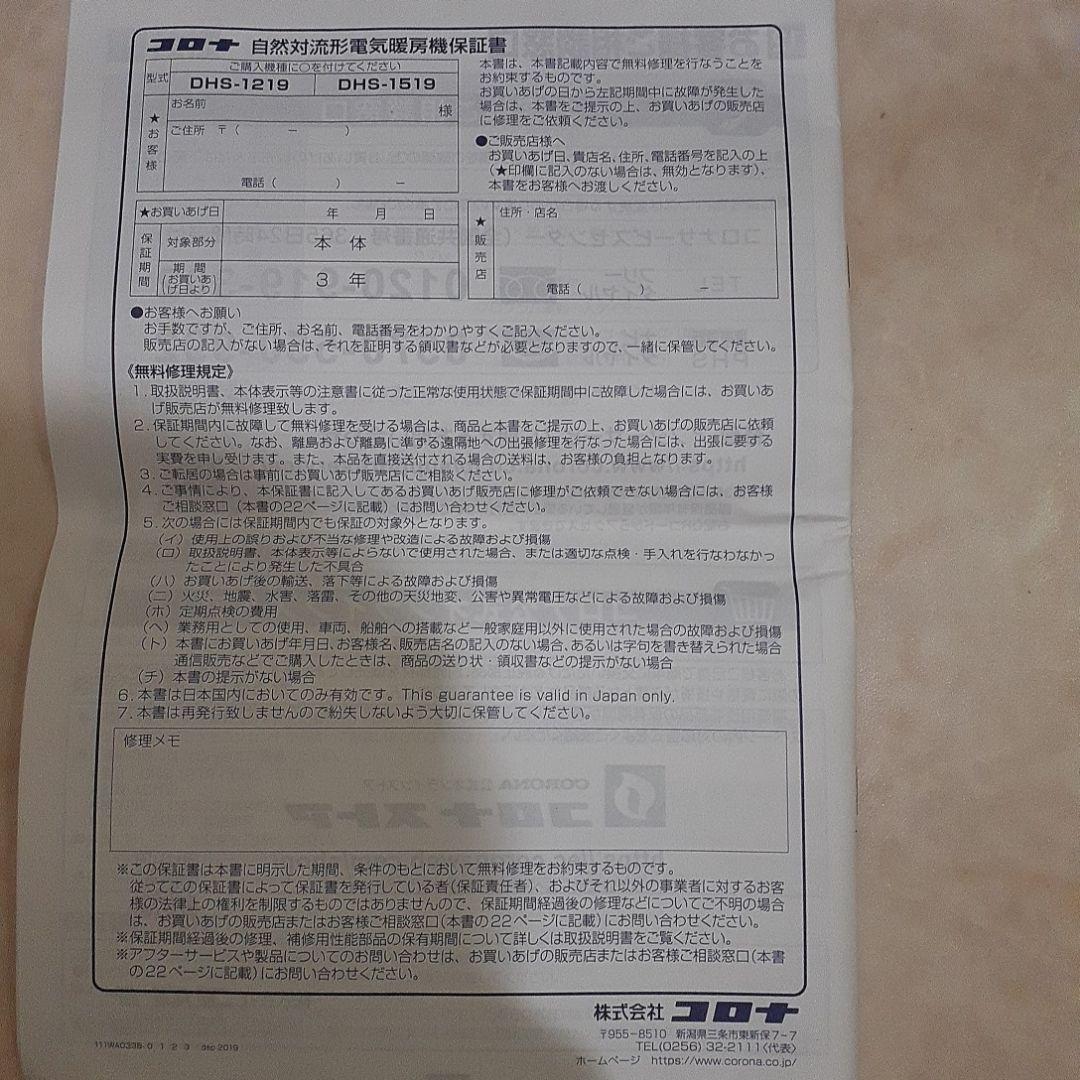 コロナ 自然対流形電気暖房機保証書
ご購入機種に○を付けてください
型式 DHS-1219 DHS-1519
★お客様
お名前 様
ご住所 〒( － )
電話( ) －
本書は、本書記載内容で無料修理を行なうことを
お約束するものです。
お買いあげの日から左記期間中に故障が発生した
場合は、本書をご提示の上、お買いあげの販売店
に修理をご依頼ください。
●ご販売店様へ
お買いあげ日、貴店名、住所、電話番号を記入の上
(★印欄に記入のない場合は、無効となります)、
本書をお客様へお渡しください。
★お買いあげ日 年 月 日
保証期間 対象部分 本 体
期 間
(お買いあ
げ日より) 3 年
★販売店
住所・店名
電話( ) －
●お客様へお願い
お手数ですが、ご住所、お名前、電話番号をわかりやすくご記入ください。
販売店の記入がない場合は、それを証明する領収書などが必要となりますので、一緒に保管してください。
《無料修理規定》
1. 取扱説明書、本体表示等の注意書に従った正常な使用状態で保証期間中に故障した場合には、お買いあ
げ販売店が無料修理致します。
2. 保証期間内に故障して無料修理を受ける場合は、商品と本書をご提示の上、お買いあげの販売店に依頼
してください。なお、離島および離島に準ずる遠隔地への出張修理を行なった場合には、出張に要する
実費を申し受けます。また、本品を直接送付される場合の送料は、お客様の負担となります。
3. ご転居の場合は事前にお買いあげ販売店にご相談ください。
4. ご事情により、本保証書に記入してあるお買いあげ販売店に修理がご依頼できない場合には、お客様
ご相談窓口(本書の22ページに記載)にお問い合わせください。
5. 次の場合には保証期間内でも保証の対象外となります。
(イ) 使用上の誤りおよび不当な修理や改造による故障および損傷
(ロ) 取扱説明書、本体表示等によらないで使用された場合、または適切な点検・手入れを行なわなかっ
たことにより発生した不具合
(ハ) お買いあげ後の輸送、落下等による故障および損傷
(ニ) 火災、地震、水害、落雷、その他の天災地変、公害や異常電圧などによる故障および損傷
(ホ) 定期点検の費用
(ヘ) 業務用としての使用、車両、船舶への搭載など一般家庭用以外に使用された場合の故障および損傷
(ト) 本書にお買いあげ年月日、お客様名、販売店名の記入のない場合、あるいは字句を書き替えられた場合
通信販売などでご購入したときは、商品の送り状・領収書などの提示がない場合
(チ) 本書の提示がない場合
6. 本書は日本国内においてのみ有効です。This guarantee is valid in Japan only.
7. 本書は再発行致しませんので紛失しないよう大切に保管してください。
修理メモ
※この保証書は本書に明示した期間、条件のもとにおいて無料修理をお約束するものです。
従ってこの保証書によって保証書を発行している者(保証責任者)、およびそれ以外の事業者に対するお客
様の法律上の権利を制限するものではありませんので、保証期間経過後の修理などについてご不明の場合
は、お買いあげの販売店またはお客様ご相談窓口(本書の22ページに記載)にお問い合わせください。
※保証期間経過後の修理、補修用性能部品の保有期間について詳しくは取扱説明書をご覧ください。
※アフターサービスや製品についてのお問い合わせは、お買いあげの販売店またはお客様ご相談窓口(本書
の22ページに記載)にお問い合わせください。
株式会社 コロナ
〒955-8510 新潟県三条市東新保7-7
TEL(0256) 32-2111〈代表〉
ホームページ https://www.corona.co.jp/